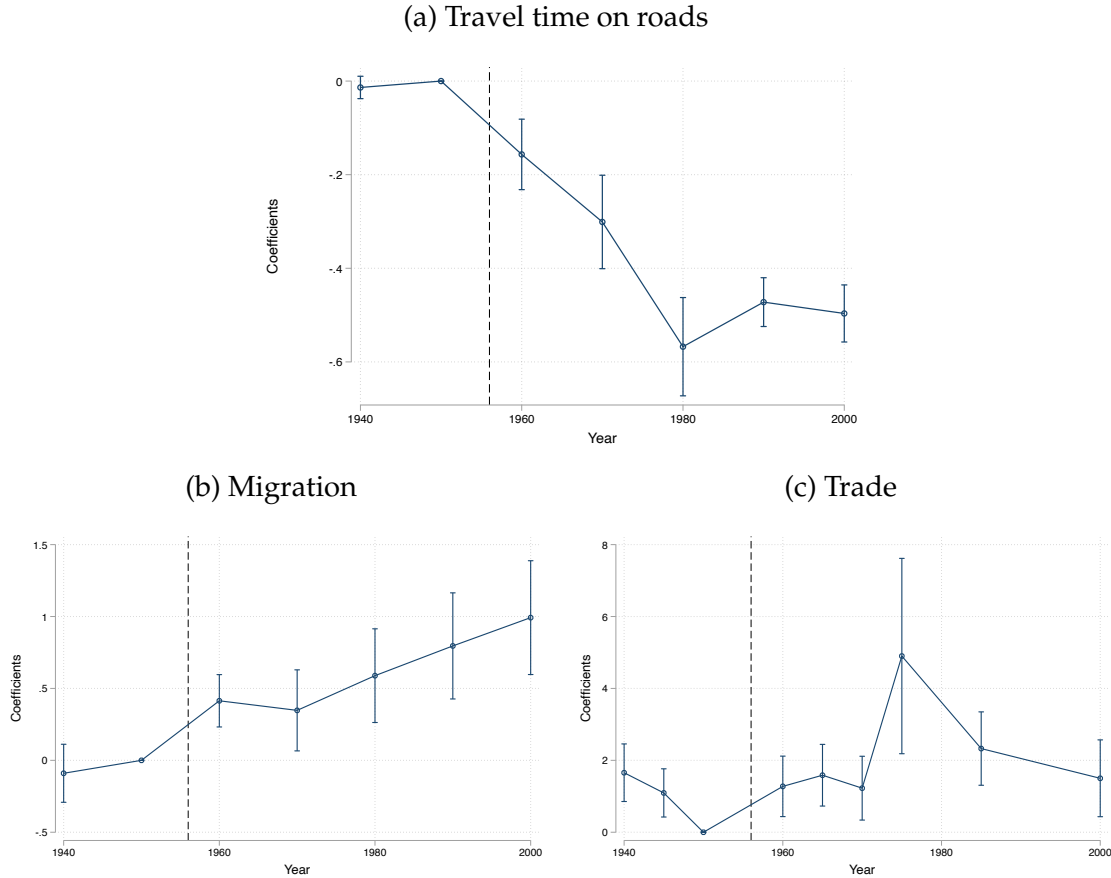 (a) Travel time on roads
0
-.2
-.4
-.6
Coefficients
1940 1960 1980 2000
Year
(b) Migration
1.5
1
.5
0
-.5
Coefficients
1940 1960 1980 2000
Year
(c) Trade
8
6
4
2
0
Coefficients
1940 1960 1980 2000
Year